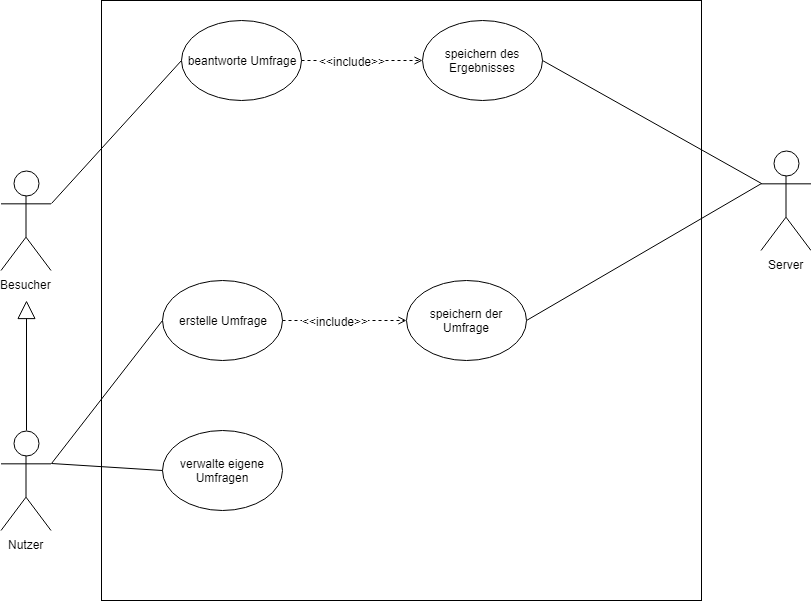 beantworte Umfrage
<<include>>
speichern des
Ergebnisses
Besucher
Server
erstelle Umfrage
<<include>>
speichern der
Umfrage
verwalte eigene
Umfragen
Nutzer